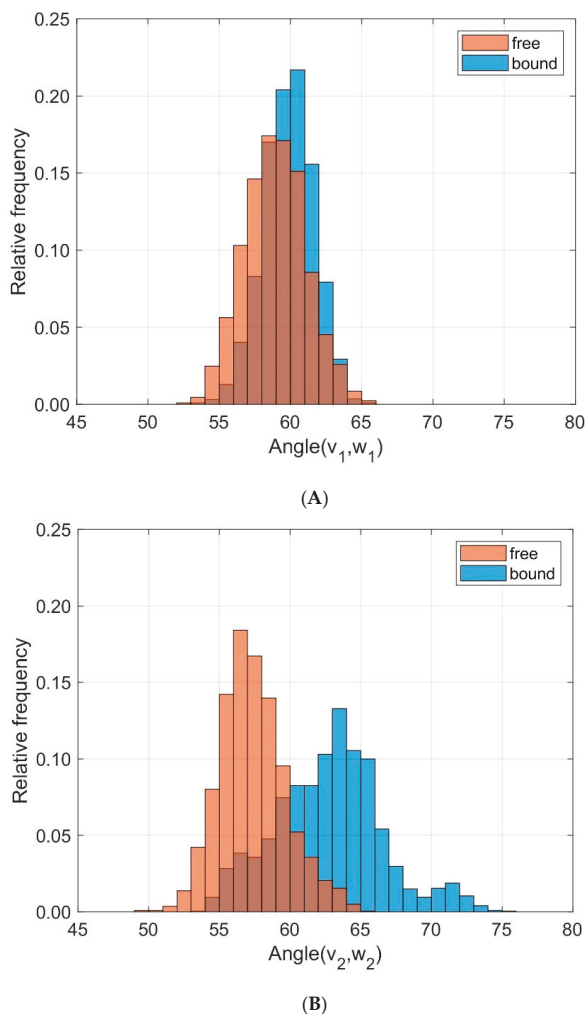 0.25
0.20
0.15
0.10
0.05
0.00
Relative frequency
free
bound
45 50 55 60 65 70 75 80
Angle(v₁,w₁)
(A)
0.25
0.20
0.15
0.10
0.05
0.00
Relative frequency
free
bound
45 50 55 60 65 70 75 80
Angle(v₂,w₂)
(B)